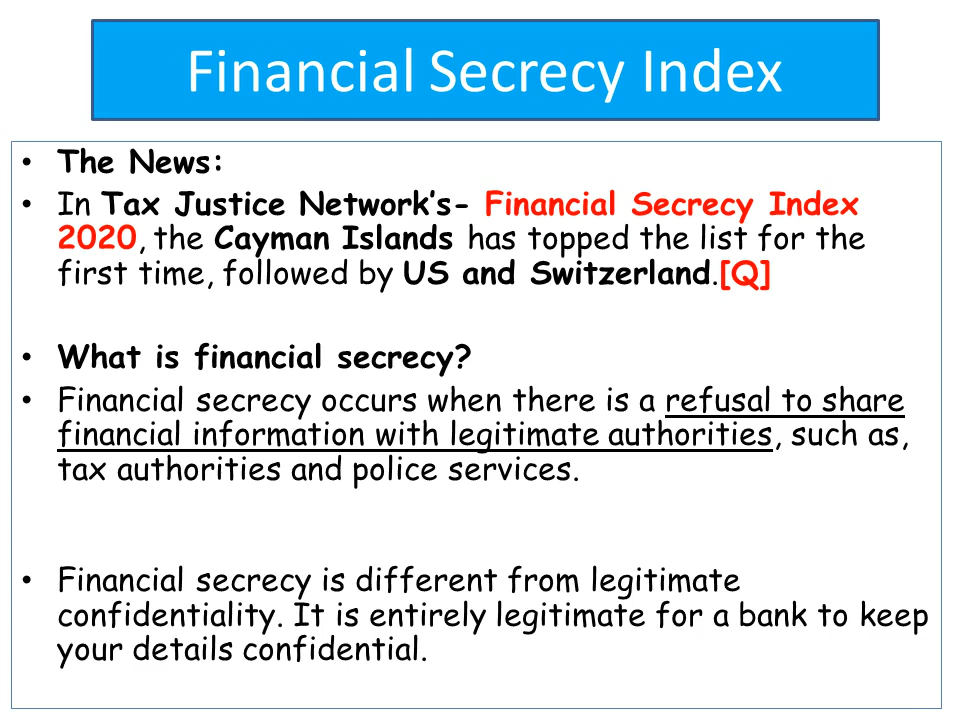 Financial Secrecy Index
• The News:
• In Tax Justice Network’s- Financial Secrecy Index
2020, the Cayman Islands has topped the list for the
first time, followed by US and Switzerland.[Q]
• What is financial secrecy?
• Financial secrecy occurs when there is a refusal to share
financial information with legitimate authorities, such as,
tax authorities and police services.
• Financial secrecy is different from legitimate
confidentiality. It is entirely legitimate for a bank to keep
your details confidential.